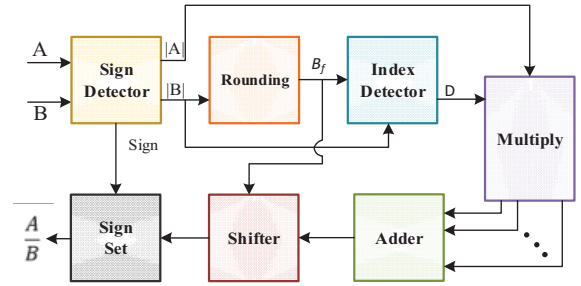 A
B
Sign
Detector
|A|
|B|
Rounding
B_f
Index
Detector
D
Multiply
Sign
Sign
Set
Shifter
Adder
A
B